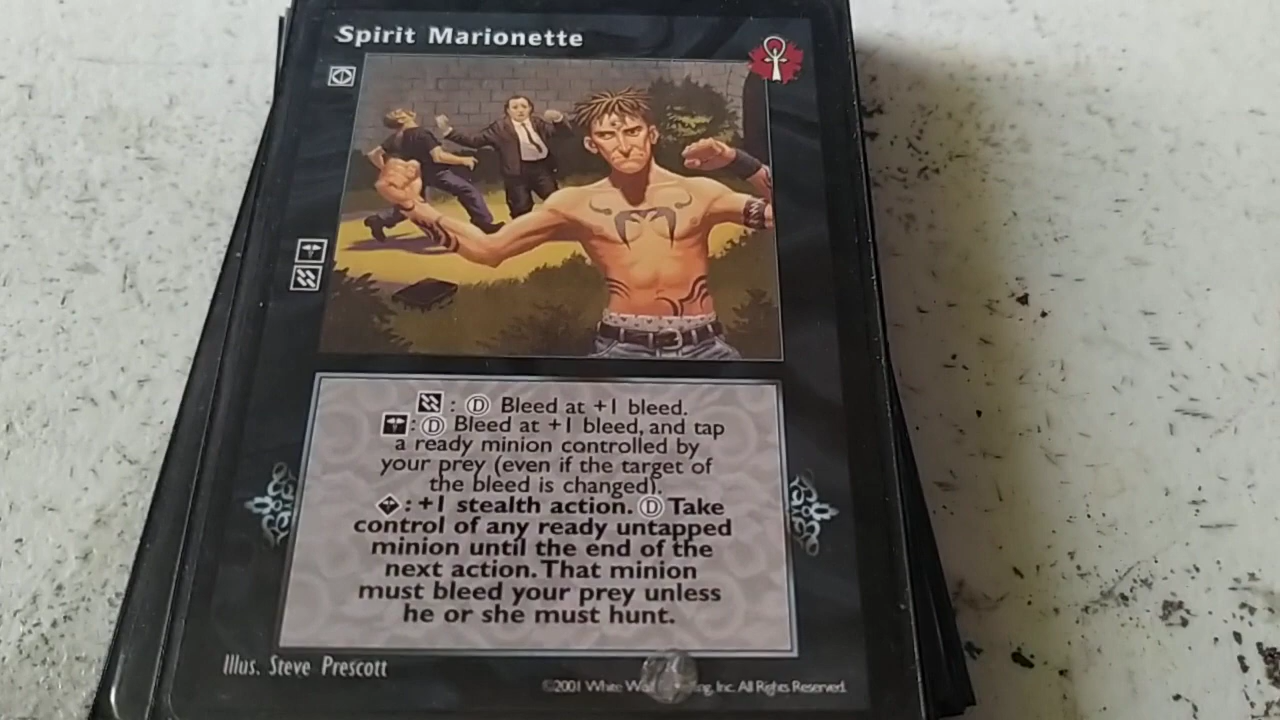 Spirit Marionette
: D Bleed at +1 bleed.
: D Bleed at +1 bleed, and tap
a ready minion controlled by
your prey (even if the target of
the bleed is changed).
: +1 stealth action. D Take
control of any ready untapped
minion until the end of the
next action. That minion
must bleed your prey unless
he or she must hunt.
Illus. Steve Prescott
©2001 White Inc. All Rights Reserved.